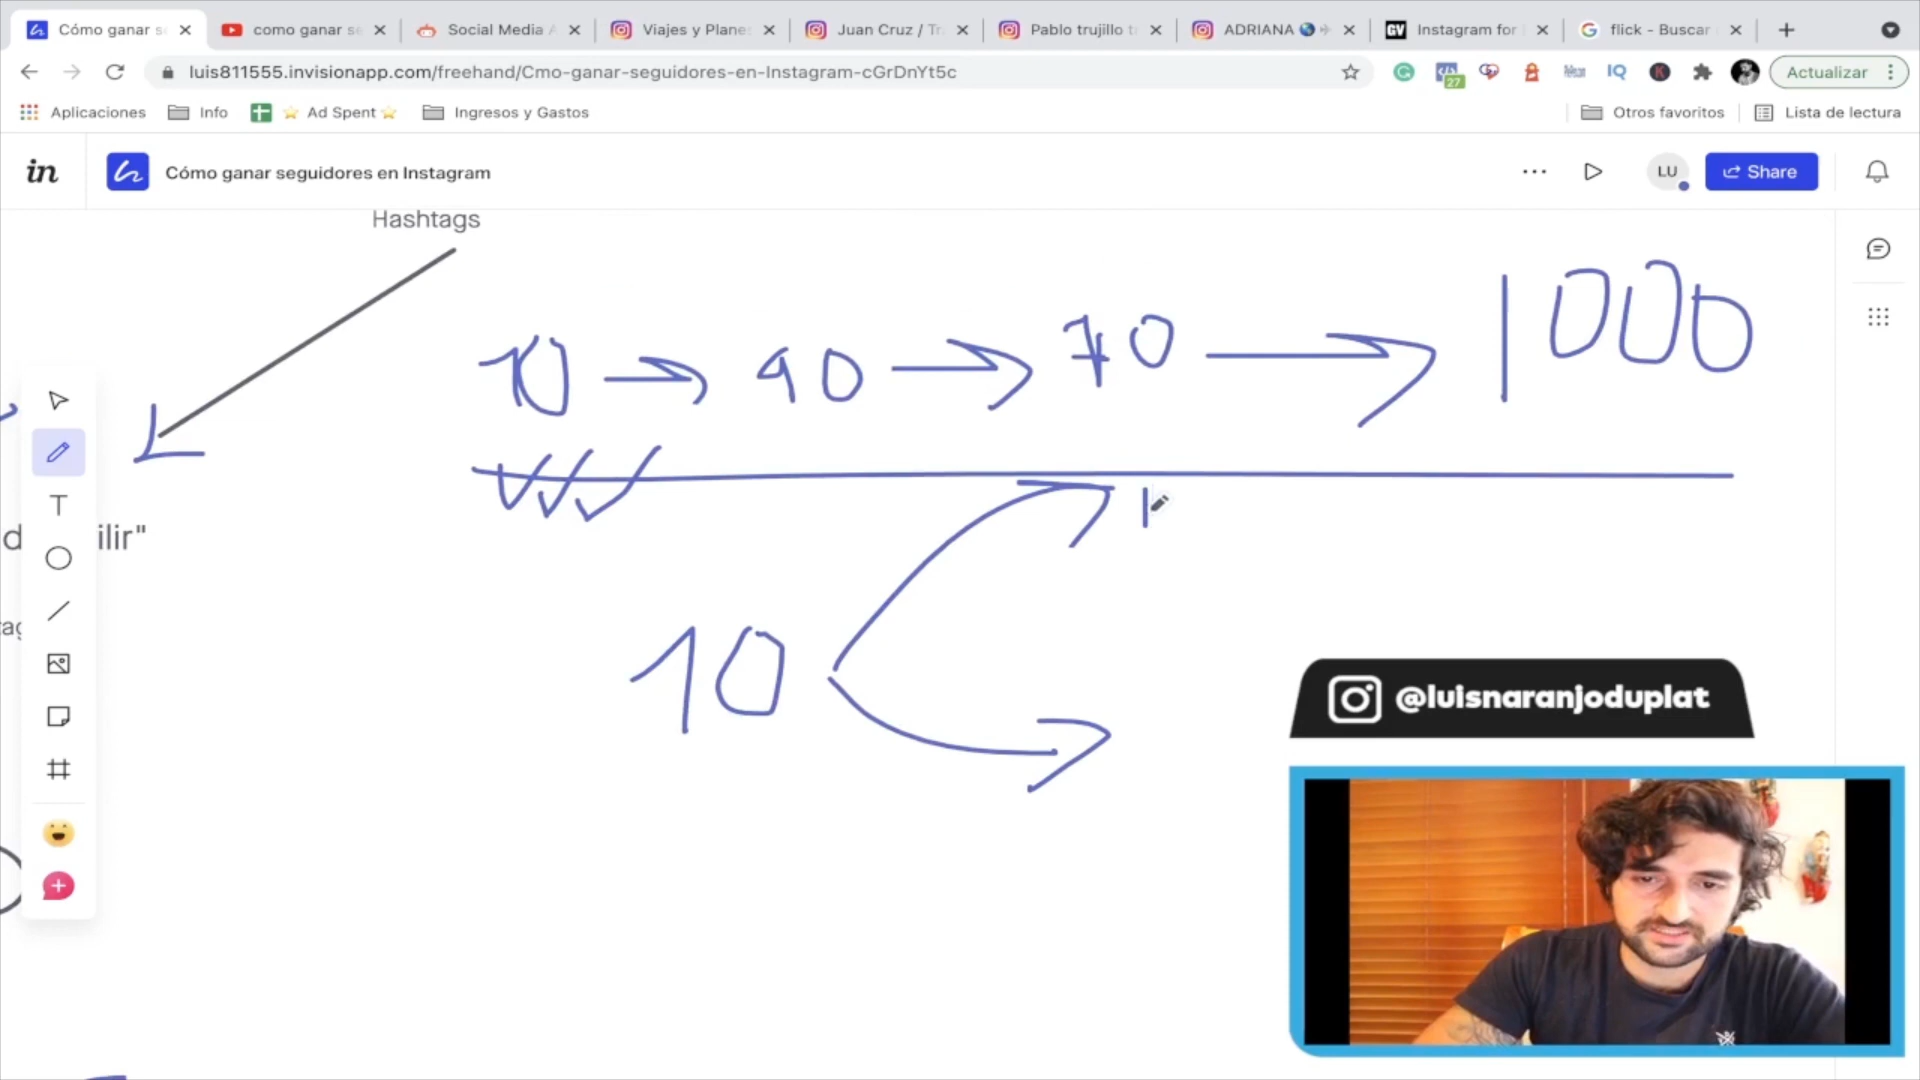 Cómo ganar s
como ganar se
Social Media A
Viajes y Plane
Juan Cruz / Tr
Pablo trujillo t
ADRIANA
Instagram for
flick - Buscar
luis811555.invisionapp.com/freehand/Cmo-ganar-seguidores-en-Instagram-cGrDnYt5c
27
IQ
K
Actualizar
Aplicaciones
Info
Ad Spent
Ingresos y Gastos
Otros favoritos
Lista de lectura
in
Cómo ganar seguidores en Instagram
LU
Share
Hashtags
10 → 40 → 70 → 1000
T
d
ilir"
10
@luisnaranjoduplat